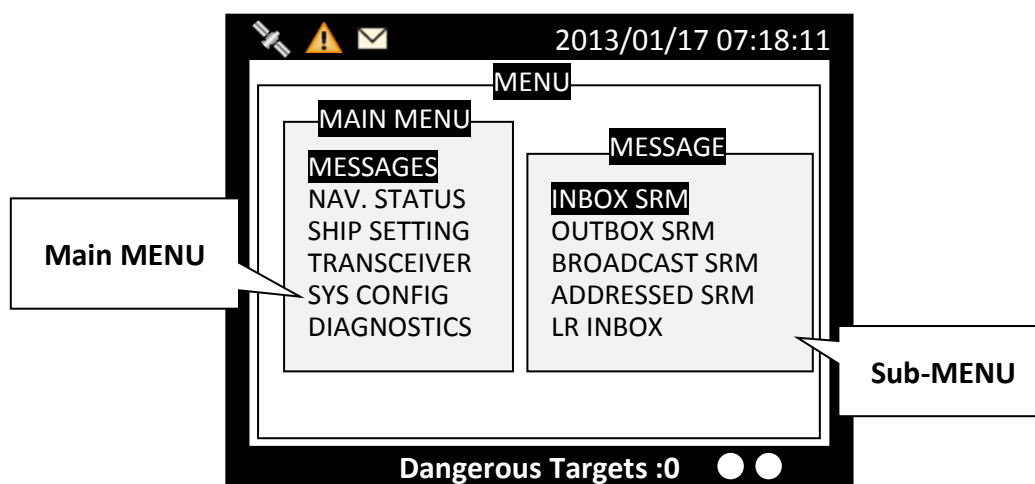 2013/01/17 07:18:11
MENU
MAIN MENU
MESSAGES
NAV. STATUS
SHIP SETTING
TRANSCEIVER
SYS CONFIG
DIAGNOSTICS
MESSAGE
INBOX SRM
OUTBOX SRM
BROADCAST SRM
ADDRESSED SRM
LR INBOX
Main MENU
Sub-MENU
Dangerous Targets :0